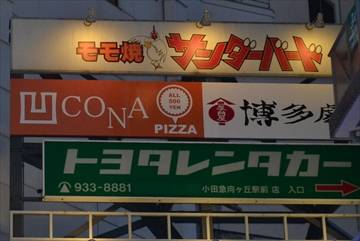 モモ焼 サンダーバード
凹 CONA ALL 500 YEN PIZZA
博多劇
トヨタレンタカー
933-8881 小田急向ヶ丘駅前 店 入口